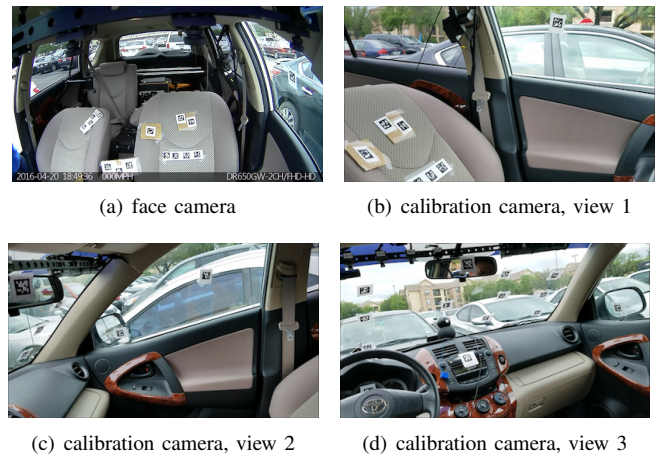 2016-04-20 18:49:36 000MPH DR650GW-2CH/FHD-HD
(a) face camera
(b) calibration camera, view 1
(c) calibration camera, view 2
(d) calibration camera, view 3